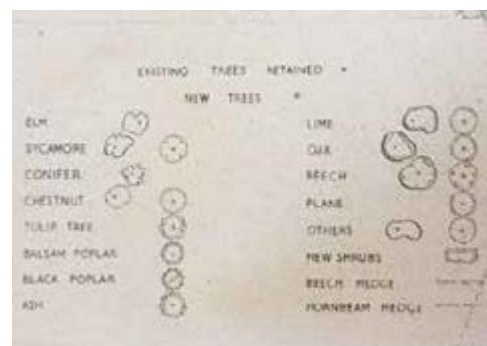 EXISTING TREES RETAINED
NEW TREES
ELM
SYCAMORE
CONIFER
CHESTNUT
TULIP TREE
BALSAM POPLAR
BLACK POPLAR
ASH
LIME
OAK
BEECH
PLANE
OTHERS
NEW SHRUBS
BEECH HEDGE
HORNBEAM HEDGE